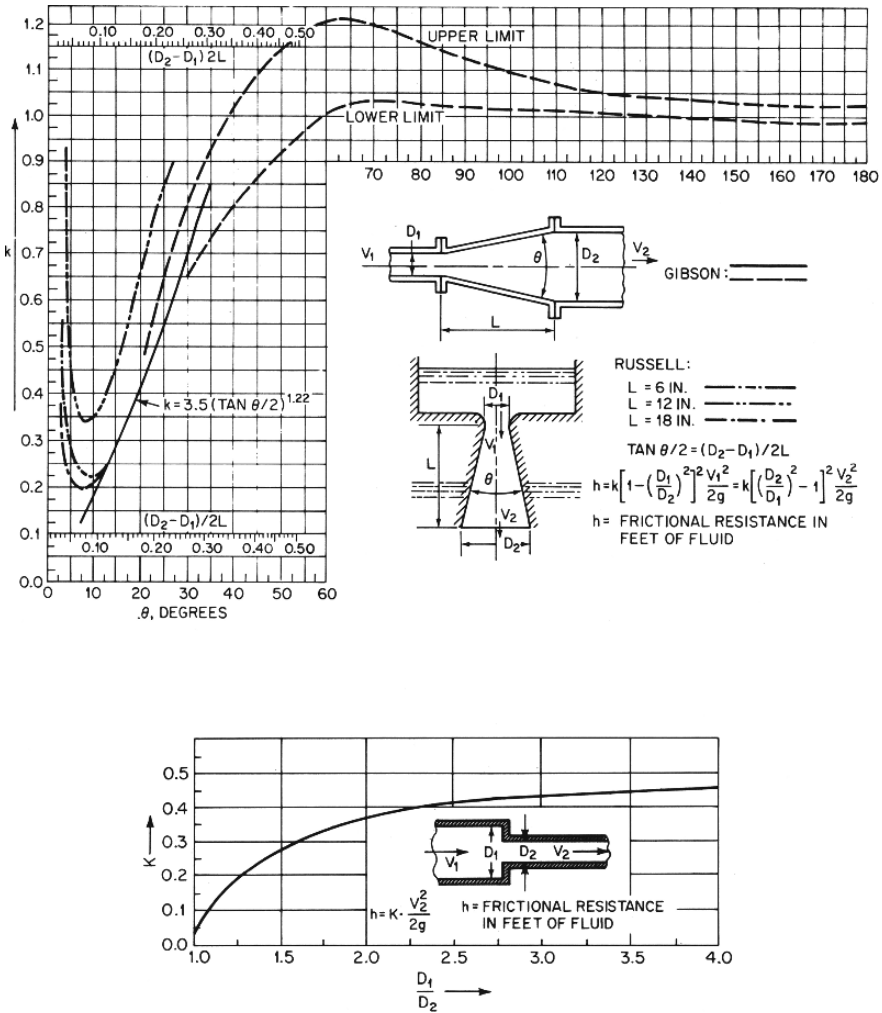 1.2
0.10
0.20
0.30
0.40
0.50
(D₂-D₁)2L
UPPER LIMIT
1.1
1.0
LOWER LIMIT
0.9
70
80
90
100
110
120
130
140
150
160
170
180
0.8
k
0.7
0.6
0.5
0.4
0.3
0.2
0.1
0.0
k=3.5(TAN θ/2)^1.22
(D₂-D₁)/2L
0.10
0.20
0.30
0.40
0.50
0
10
20
30
40
50
60
.θ, DEGREES
D₁
V₁
θ
D₂
V₂
L
GIBSON:
RUSSELL:
L = 6 IN.
L = 12 IN.
L = 18 IN.
D₁
V₁
L
θ
V₂
D₂
TAN θ/2=(D₂-D₁)/2L
h=k[1-(D₁/D₂)²]² V₁²/2g=k[(D₂/D₁)²-1]² V₂²/2g
h= FRICTIONAL RESISTANCE IN
FEET OF FLUID
0.5
0.4
0.3
0.2
0.1
0.0
K
V₁
D₁
D₂
V₂
h=K·V₂²/2g
h= FRICTIONAL RESISTANCE
IN FEET OF FLUID
1.0
1.5
2.0
2.5
3.0
3.5
4.0
D₁/D₂